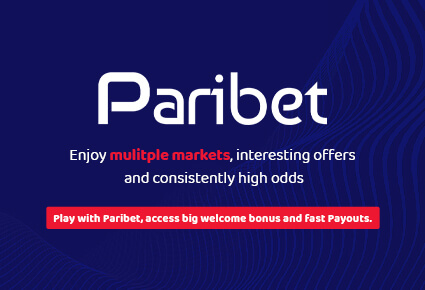 Paribet
Enjoy mulitple markets, interesting offers
and consistently high odds
Play with Paribet, access big welcome bonus and fast Payouts.